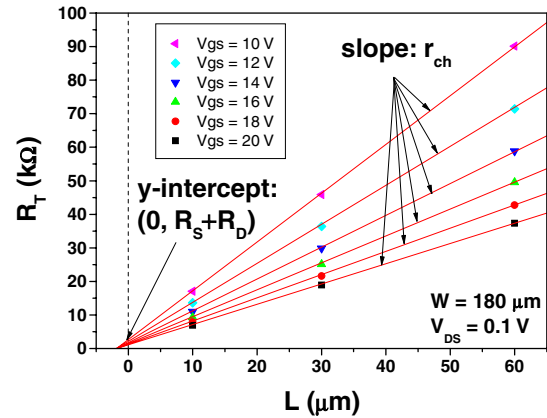 100
90
80
70
60
50
40
30
20
10
0
R_T (kΩ)
Vgs = 10 V
Vgs = 12 V
Vgs = 14 V
Vgs = 16 V
Vgs = 18 V
Vgs = 20 V
slope: r_ch
y-intercept:
(0, R_S+R_D)
W = 180 μm
V_DS = 0.1 V
0 10 20 30 40 50 60
L (μm)